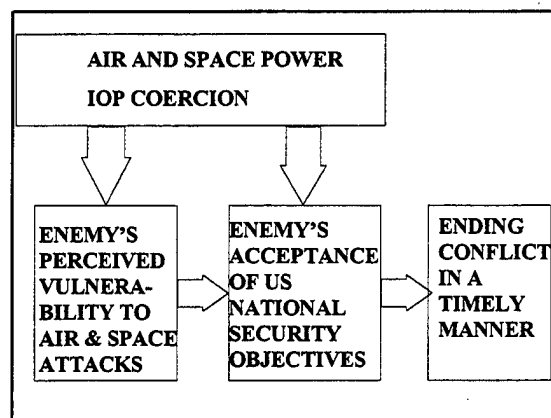 AIR AND SPACE POWER
IOP COERCION
ENEMY'S
PERCEIVED
VULNERA-
BILITY TO
AIR & SPACE
ATTACKS
ENEMY'S
ACCEPTANCE
OF US
NATIONAL
SECURITY
OBJECTIVES
ENDING
CONFLICT
IN A
TIMELY
MANNER